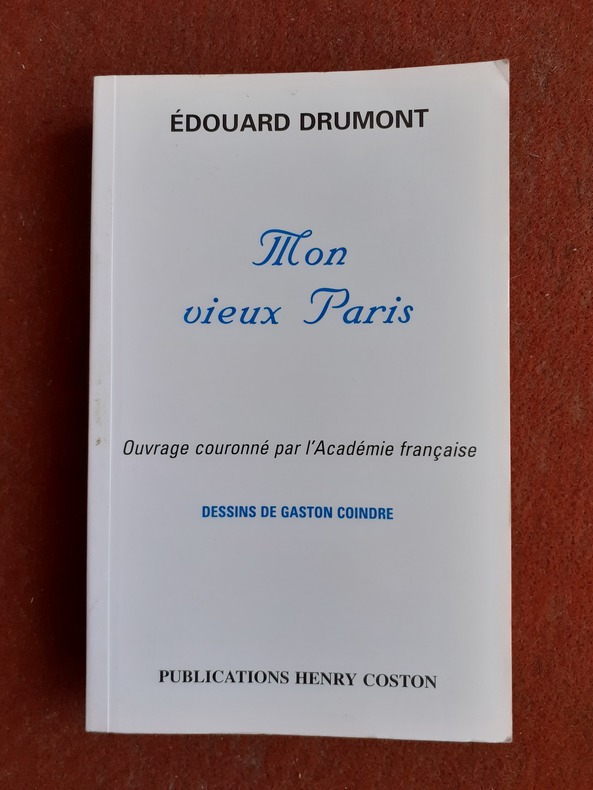 ÉDOUARD DRUMONT
Mon
vieux Paris
Ouvrage couronné par l'Académie française
DESSINS DE GASTON COINDRE
PUBLICATIONS HENRY COSTON